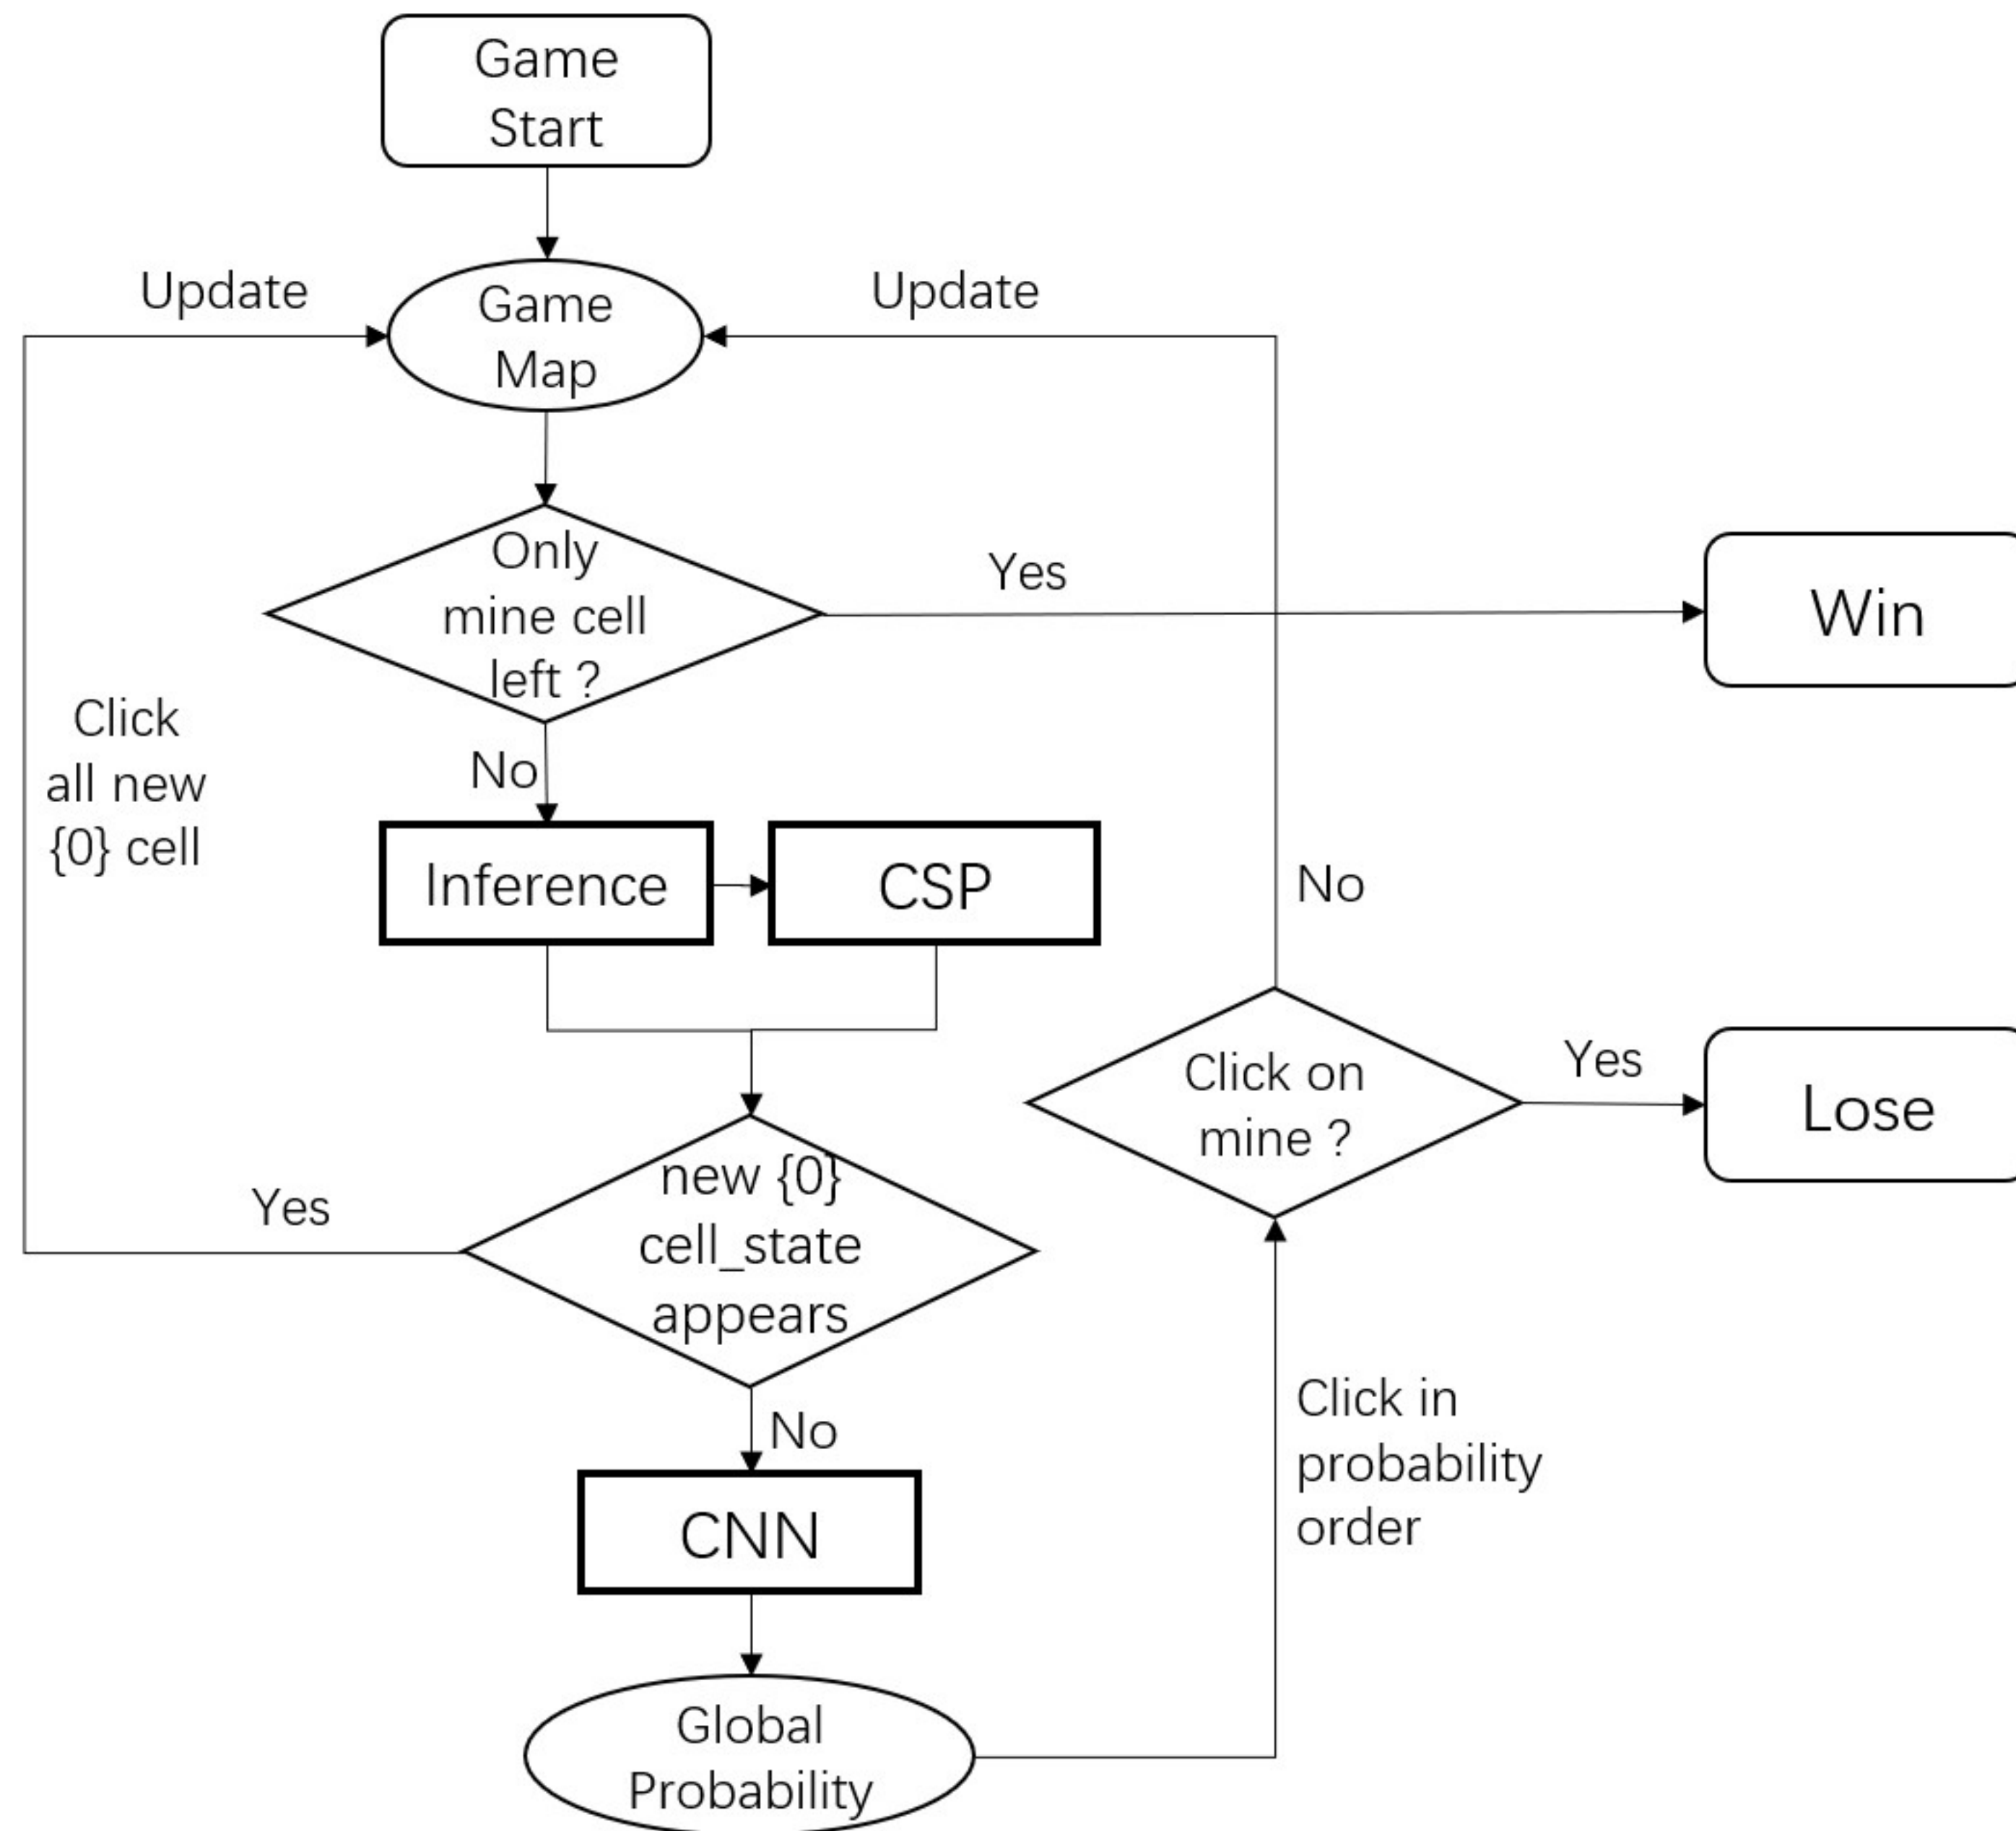 Game
Start
Update
Game
Map
Update
Only
mine cell
left ?
Yes
Win
No
Click
all new
{0} cell
Inference
CSP
No
Click on
mine ?
Yes
Lose
new {0}
cell_state
appears
Yes
No
CNN
Click in
probability
order
Global
Probability